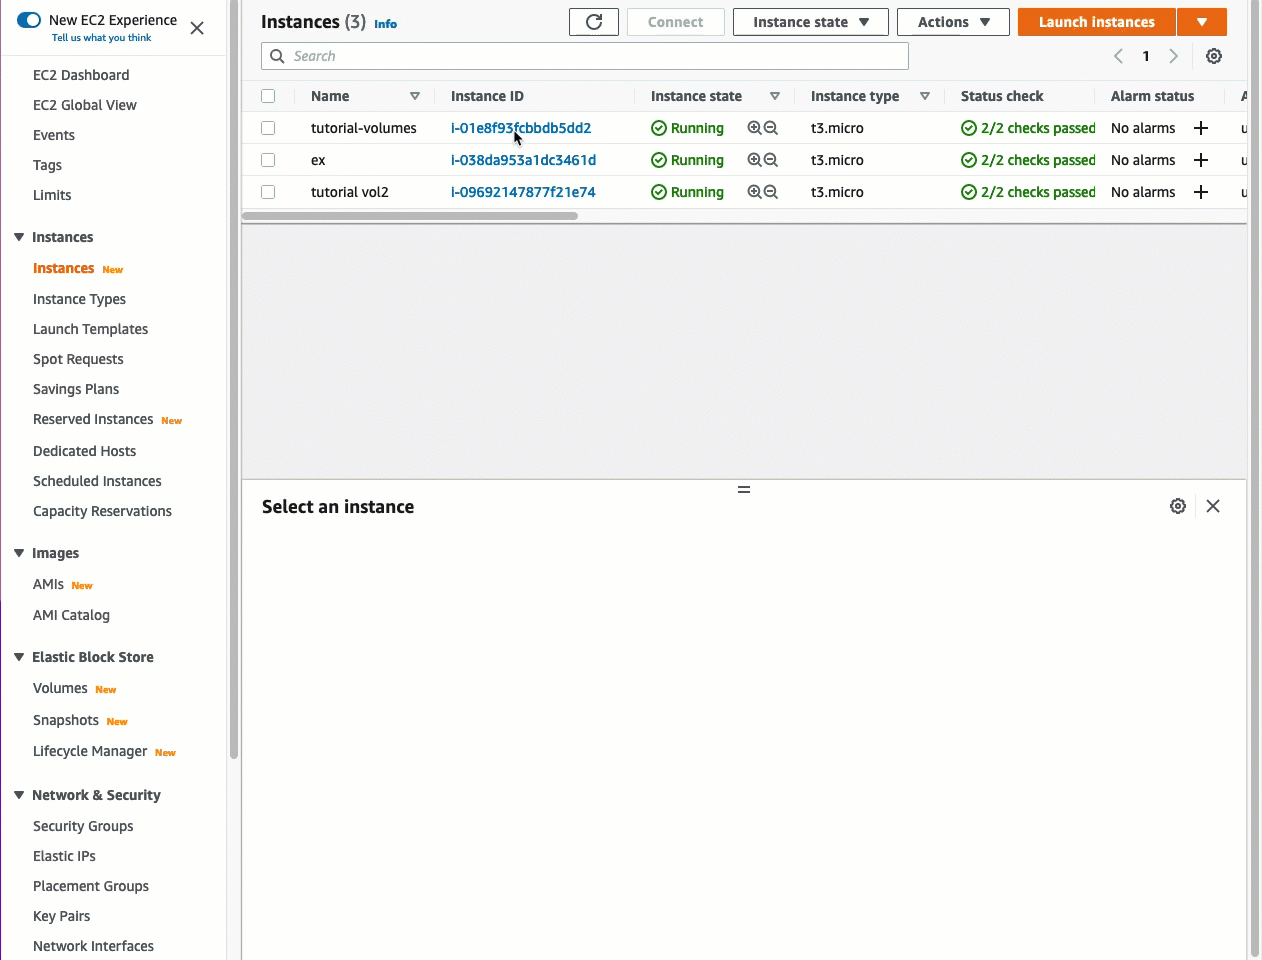 New EC2 Experience
Tell us what you think
EC2 Dashboard
EC2 Global View
Events
Tags
Limits
Instances
Instances New
Instance Types
Launch Templates
Spot Requests
Savings Plans
Reserved Instances New
Dedicated Hosts
Scheduled Instances
Capacity Reservations
Images
AMIs New
AMI Catalog
Elastic Block Store
Volumes New
Snapshots New
Lifecycle Manager New
Network & Security
Security Groups
Elastic IPs
Placement Groups
Key Pairs
Network Interfaces
Instances (3) Info
Connect
Instance state
Actions
Launch instances
Search
1
Name Instance ID Instance state Instance type Status check Alarm status A
tutorial-volumes i-01e8f93fcbbdb5dd2 Running t3.micro 2/2 checks passed No alarms + u
ex i-038da953a1dc3461d Running t3.micro 2/2 checks passed No alarms + u
tutorial vol2 i-09692147877f21e74 Running t3.micro 2/2 checks passed No alarms + u
Select an instance